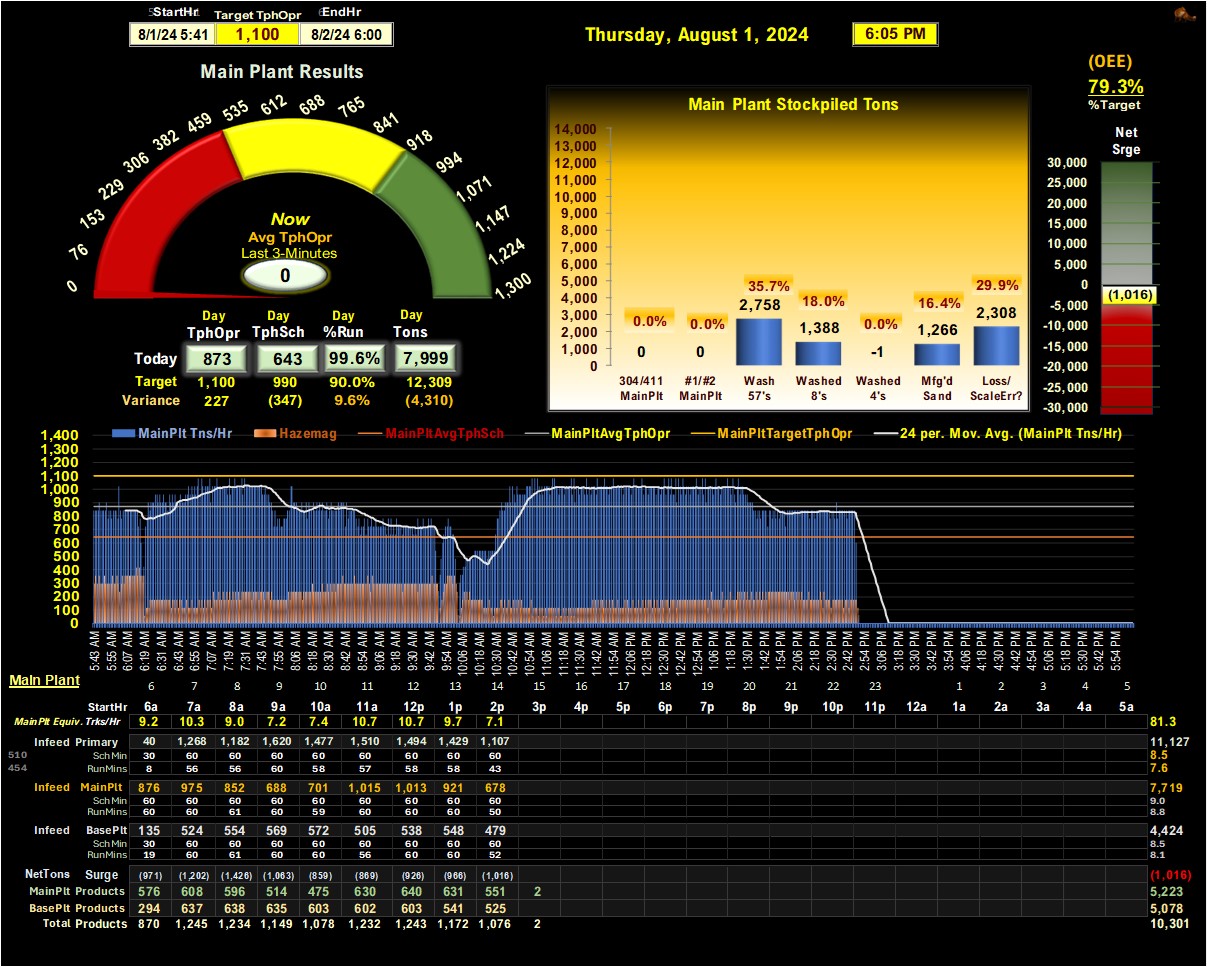 StartHr Target TphOpr EndHr
8/1/24 5:41 1,100 8/2/24 6:00
Thursday, August 1, 2024 6:05 PM
(OEE)
79.3%
%Target
Main Plant Results
0 76 153 229 306 382 459 535 612 688 765 841 918 994 1,071 1,147 1,224 1,300
Now
Avg TphOpr
Last 3-Minutes
0
Day Day Day Day
TphOpr TphSch %Run Tons
Today 873 643 99.6% 7,999
Target 1,100 990 90.0% 12,309
Variance 227 (347) 9.6% (4,310)
Main Plant Stockpiled Tons
14,000
13,000
12,000
11,000
10,000
9,000
8,000
7,000
6,000
5,000
4,000
3,000
2,000
1,000
0
0.0% 0.0% 35.7% 18.0% 0.0% 16.4% 29.9%
0 0 2,758 1,388 -1 1,266 2,308
304/411 #1/#2 Wash Washed Washed Mfg'd Loss/
MainPlt MainPlt 57's 8's 4's Sand ScaleErr?
Net
Srge
30,000
25,000
20,000
15,000
10,000
5,000
0
(1,016)
-5,000
-10,000
-15,000
-20,000
-25,000
-30,000
MainPlt Tns/Hr Hazemag MainPltAvgTphSch MainPltAvgTphOpr MainPltTargetTphOpr 24 per. Mov. Avg. (MainPlt Tns/Hr)
1,400
1,300
1,200
1,100
1,000
900
800
700
600
500
400
300
200
100
0
5:43 AM 5:55 AM 6:07 AM 6:19 AM 6:31 AM 6:43 AM 6:55 AM 7:07 AM 7:19 AM 7:31 AM 7:43 AM 7:55 AM 8:06 AM 8:18 AM 8:30 AM 8:42 AM 8:54 AM 9:06 AM 9:18 AM 9:30 AM 9:42 AM 9:54 AM 10:06 AM 10:18 AM 10:30 AM 10:42 AM 10:54 AM 11:06 AM 11:18 AM 11:30 AM 11:42 AM 11:54 AM 12:06 PM 12:18 PM 12:30 PM 12:42 PM 12:54 PM 1:06 PM 1:18 PM 1:30 PM 1:42 PM 1:54 PM 2:06 PM 2:18 PM 2:30 PM 2:42 PM 2:54 PM 3:06 PM 3:18 PM 3:30 PM 3:42 PM 3:54 PM 4:06 PM 4:18 PM 4:30 PM 4:42 PM 4:54 PM 5:06 PM 5:18 PM 5:30 PM 5:42 PM 5:54 PM
Main Plant
6 7 8 9 10 11 12 13 14 15 16 17 18 19 20 21 22 23 1 2 3 4 5
StartHr 6a 7a 8a 9a 10a 11a 12p 1p 2p 3p 4p 5p 6p 7p 8p 9p 10p 11p 12a 1a 2a 3a 4a 5a
MainPlt Equiv. Trks/Hr 9.2 10.3 9.0 7.2 7.4 10.7 10.7 9.7 7.1 81.3
Infeed Primary 40 1,268 1,182 1,620 1,477 1,510 1,494 1,429 1,107 11,127
510 Sch Min 30 60 60 60 60 60 60 60 60 8.5
454 RunMins 8 56 56 60 58 57 58 58 43 7.6
Infeed MainPlt 876 975 852 688 701 1,015 1,013 921 678 7,719
Sch Min 60 60 60 60 60 60 60 60 60 9.0
RunMins 60 60 61 60 59 60 60 60 50 8.8
Infeed BasePlt 135 524 554 569 572 505 538 548 479 4,424
Sch Min 30 60 60 60 60 60 60 60 60 8.5
RunMins 19 60 61 60 60 56 60 60 52 8.1
NetTons Surge (971) (1,202) (1,426) (1,063) (859) (869) (926) (966) (1,016) (1,016)
MainPlt Products 576 608 596 514 475 630 640 631 551 2 5,223
BasePlt Products 294 637 638 635 603 602 603 541 525 5,078
Total Products 870 1,245 1,234 1,149 1,078 1,232 1,243 1,172 1,076 2 10,301